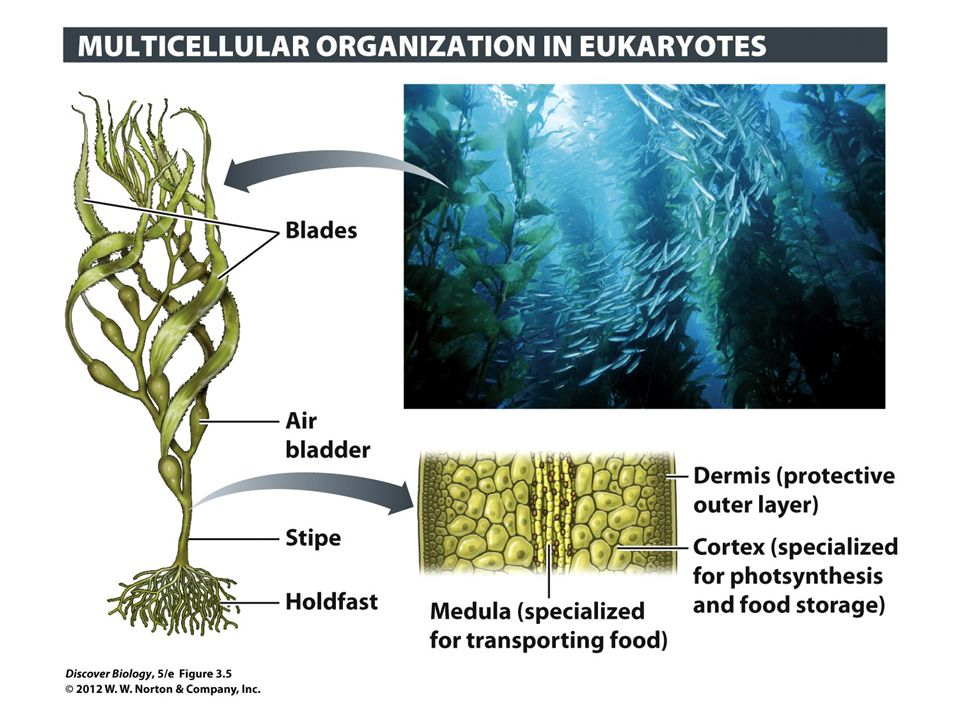 MULTICELLULAR ORGANIZATION IN EUKARYOTES
Blades
Air
bladder
Stipe
Holdfast
Dermis (protective
outer layer)
Cortex (specialized
for photsynthesis
and food storage)
Medula (specialized
for transporting food)
Discover Biology, 5/e Figure 3.5
© 2012 W. W. Norton & Company, Inc.